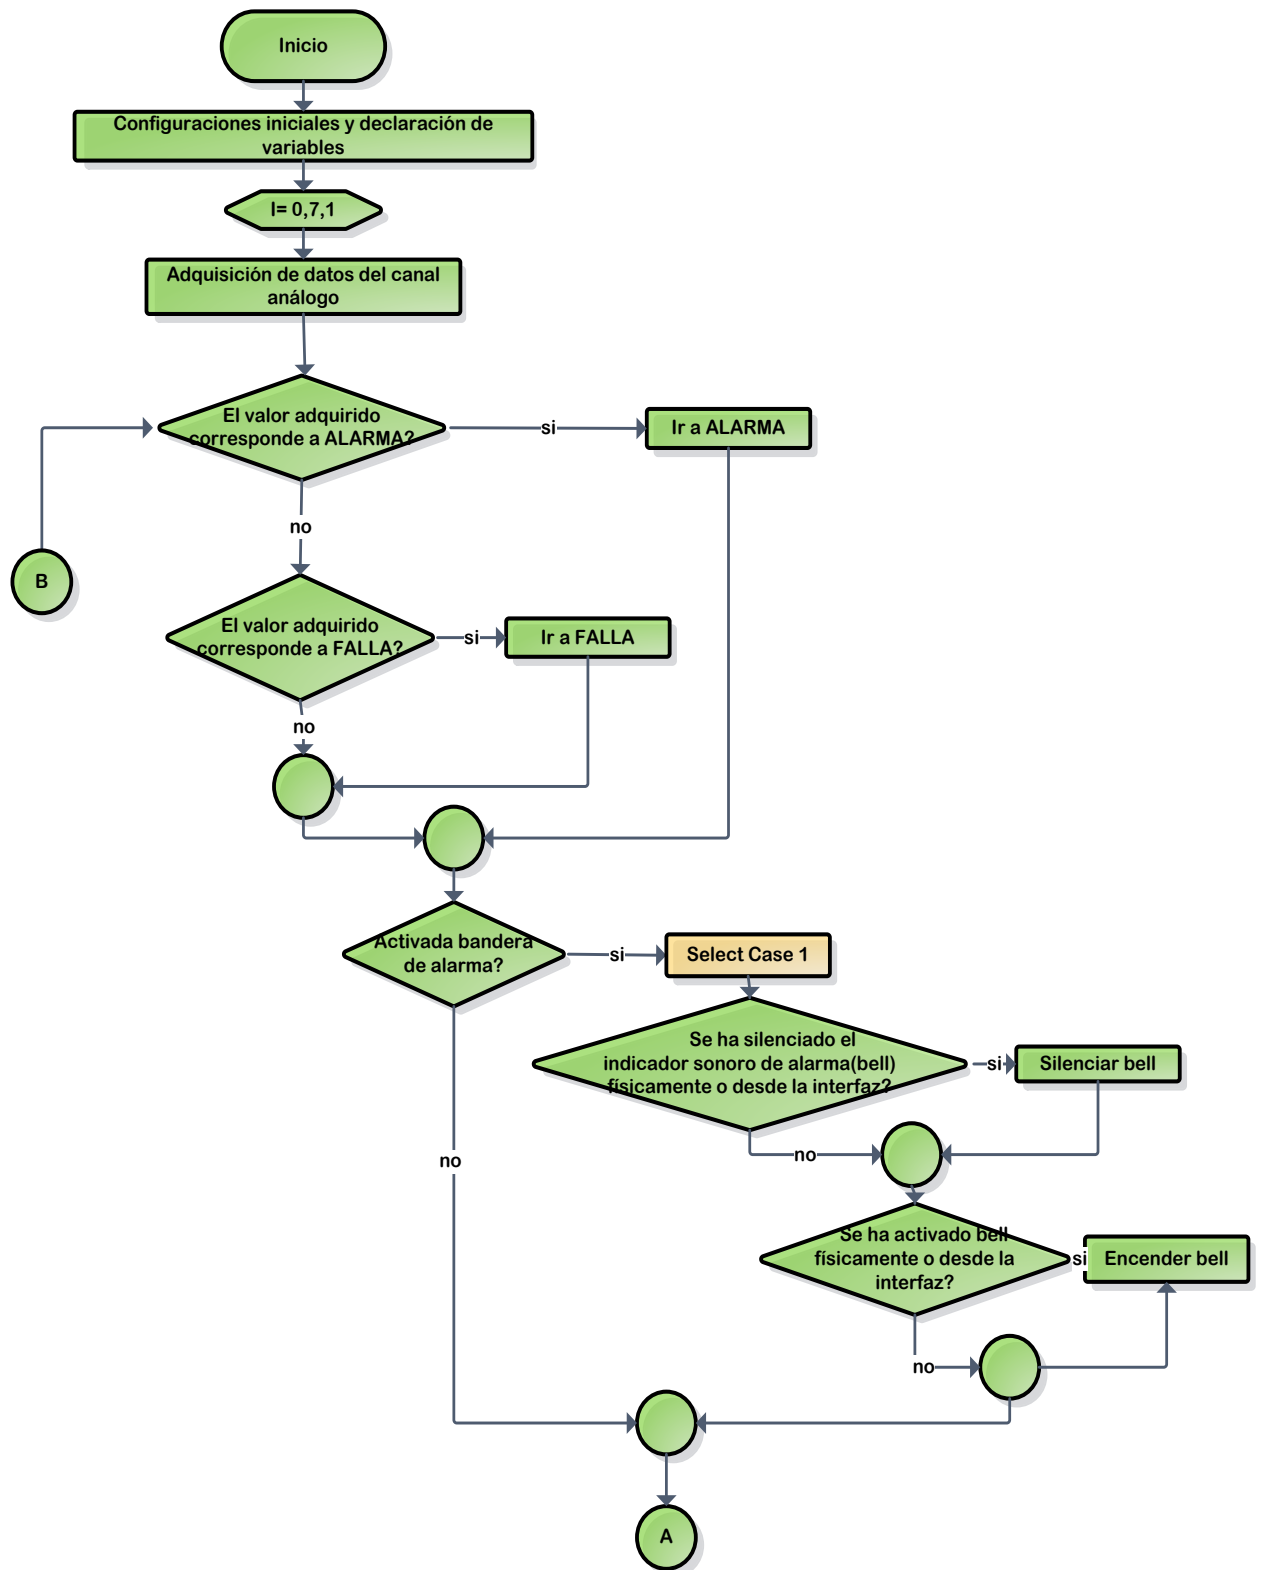 Inicio
Configuraciones iniciales y declaración de
variables
I= 0,7,1
Adquisición de datos del canal
análogo
El valor adquirido
corresponde a ALARMA?
si
Ir a ALARMA
no
B
El valor adquirido
corresponde a FALLA?
si
Ir a FALLA
no
Activada bandera
de alarma?
si
Select Case 1
Se ha silenciado el
indicador sonoro de alarma(bell)
físicamente o desde la interfaz?
si
Silenciar bell
no
no
Se ha activado bell
físicamente o desde la
interfaz?
si
Encender bell
no
A